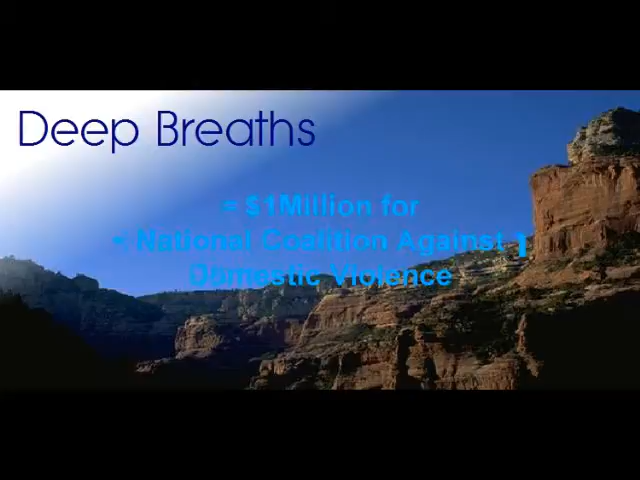 Deep Breaths
= $1Million for
National Coalition Against
Domestic Violence